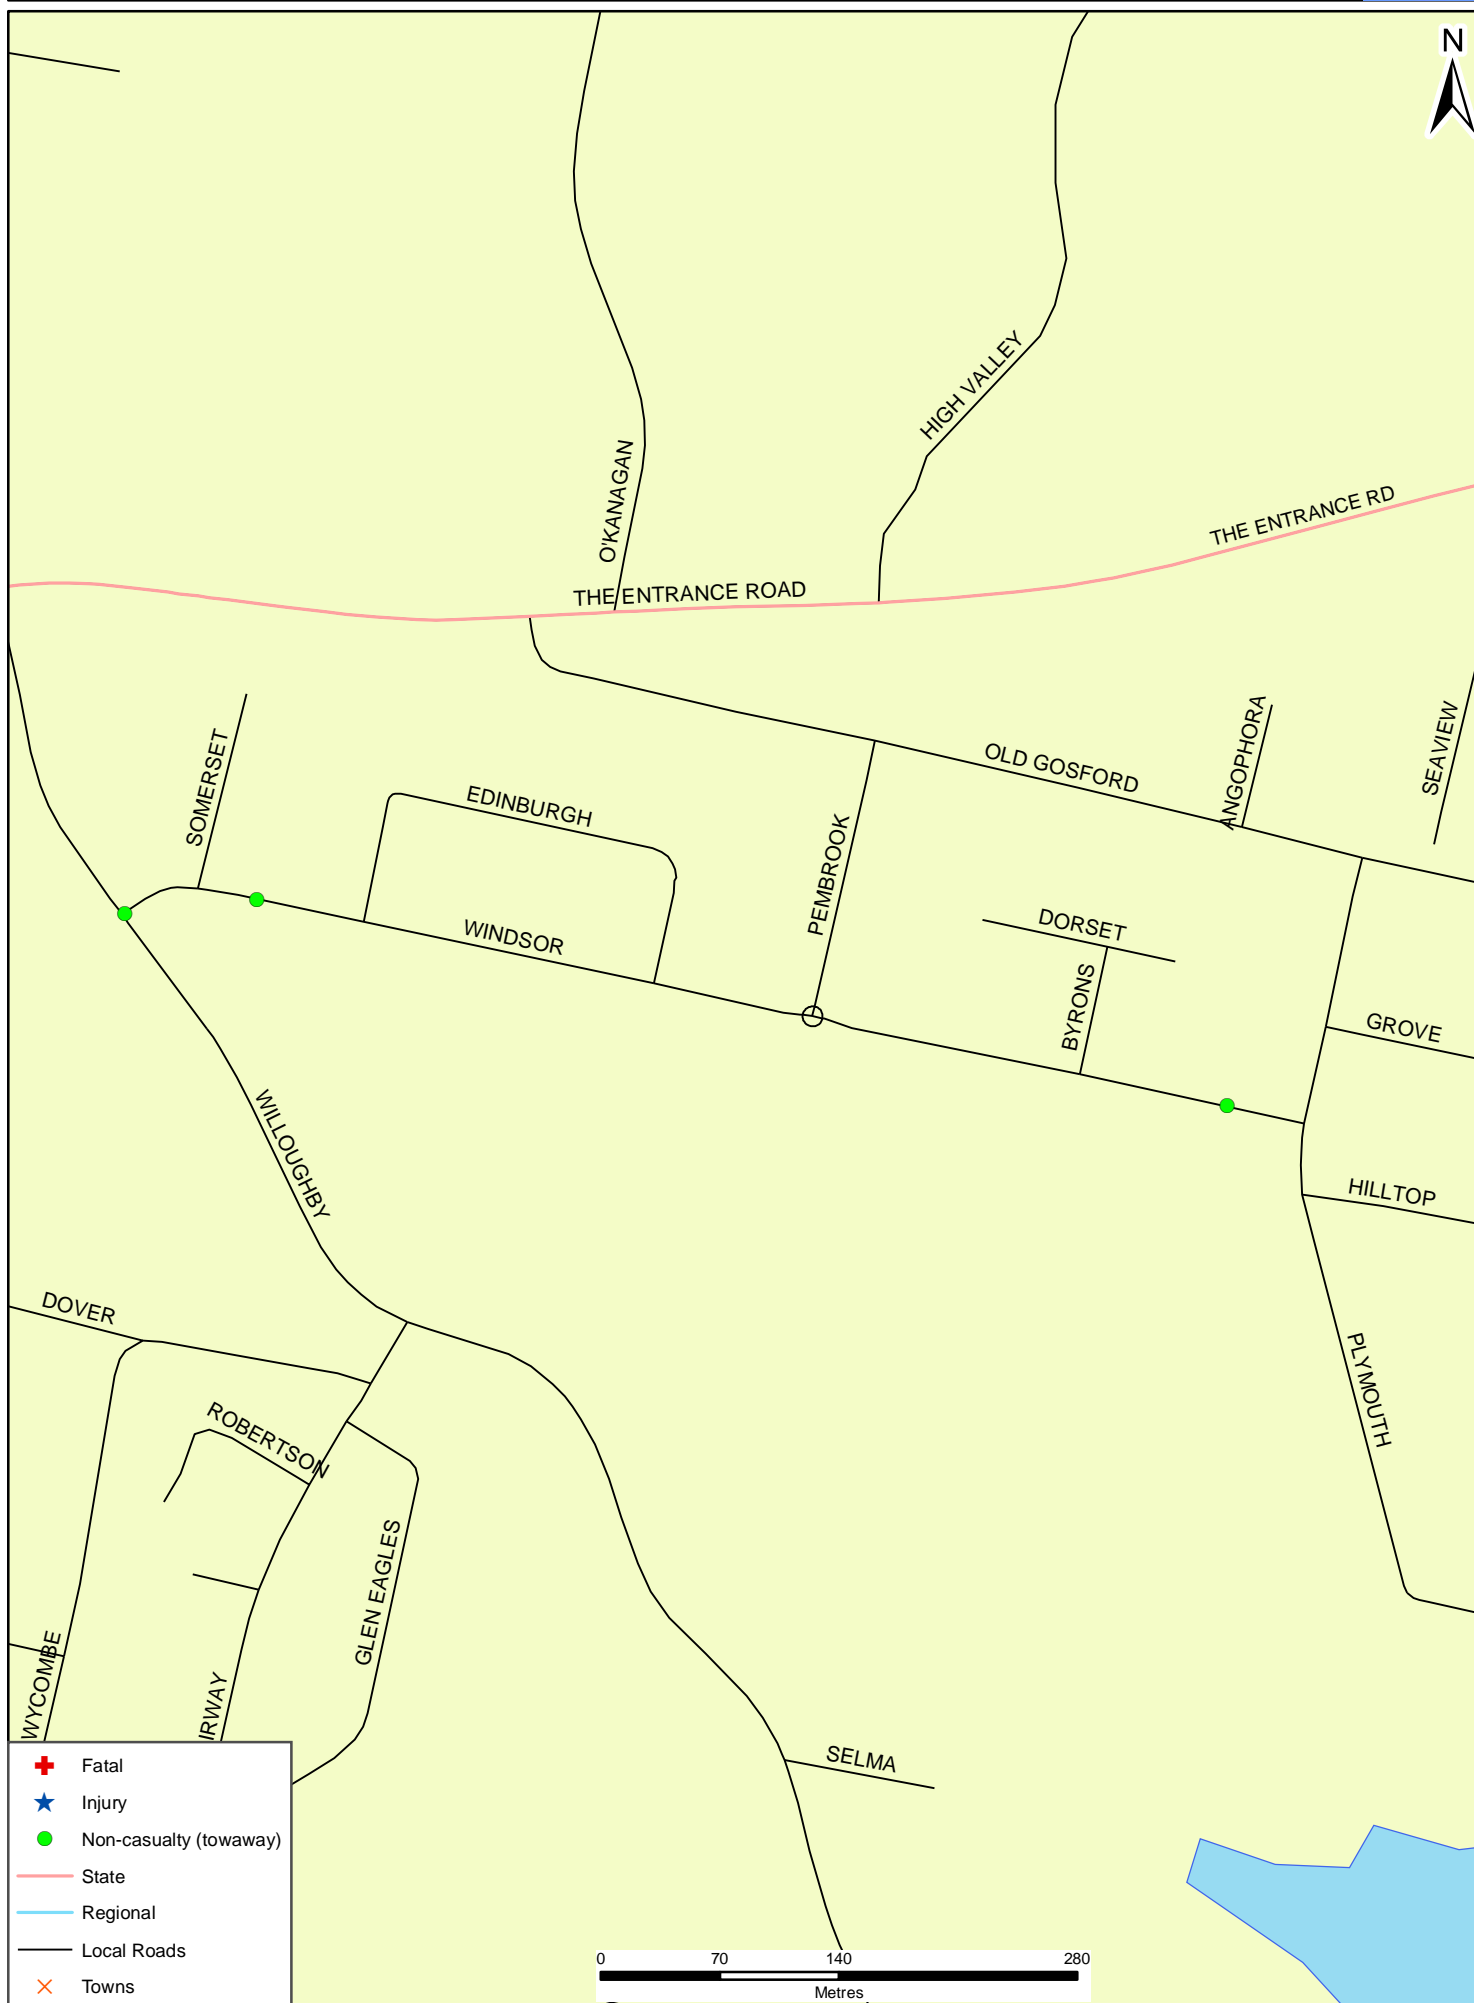 N
HIGH VALLEY
O'KANAGAN
THE ENTRANCE RD
THE ENTRANCE ROAD
SOMERSET
EDINBURGH
OLD GOSFORD
ANGOPHORA
SEAVIEW
PEMBROOK
WINDSOR
DORSET
BYRONS
GROVE
WILLOUGHBY
HILLTOP
DOVER
PLYMOUTH
ROBERTSON
GLEN EAGLES
WYCOMBE
IRWAY
SELMA
Fatal
Injury
Non-casualty (towaway)
State
Regional
Local Roads
Towns
0 70 140 280
Metres